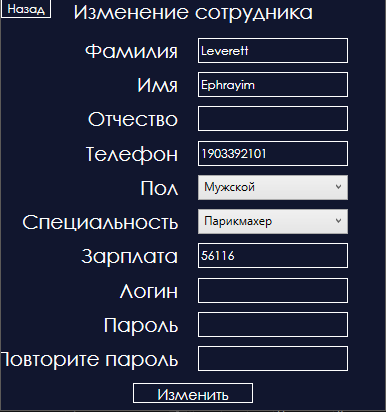 Назад
Изменение сотрудника
Фамилия Leverett
Имя Ephrayim
Отчество
Телефон 1903392101
Пол Мужской
Специальность Парикмахер
Зарплата 56116
Логин
Пароль
Повторите пароль
Изменить